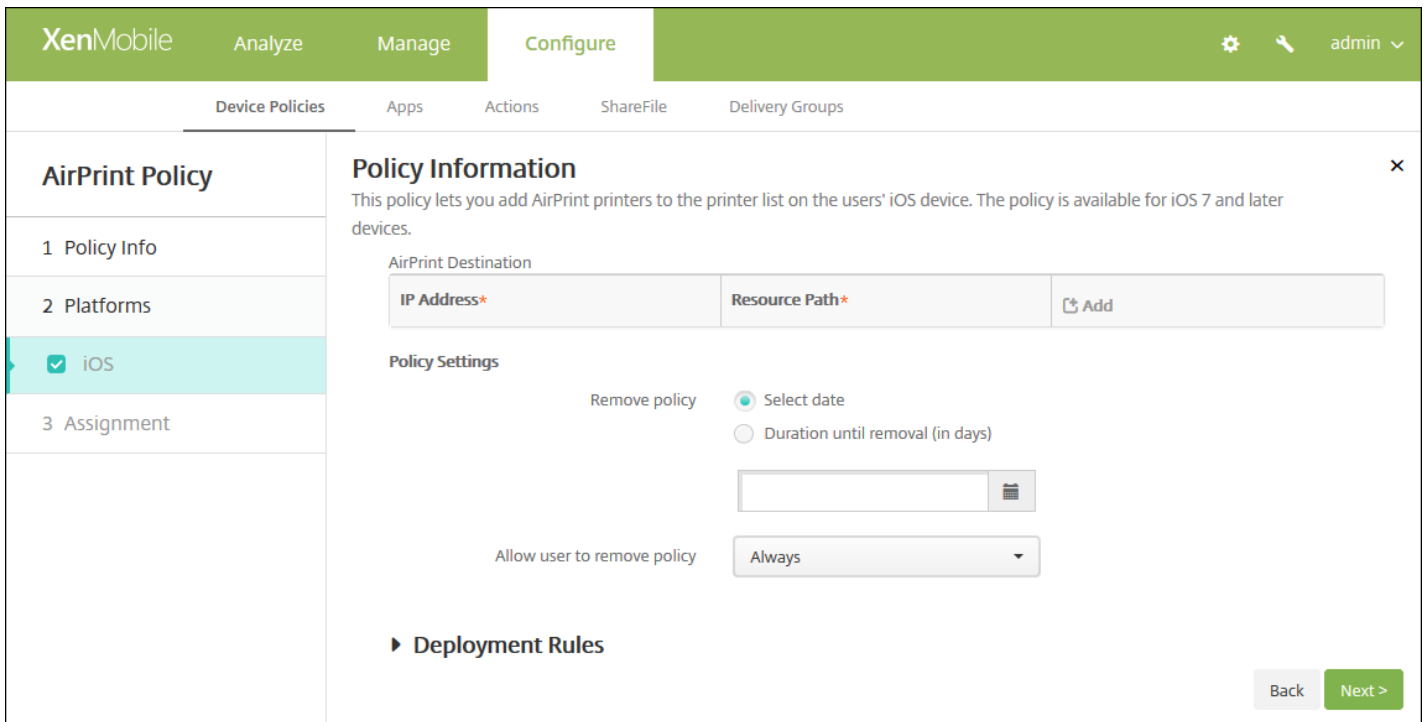 XenMobile Analyze Manage Configure admin
Device Policies Apps Actions ShareFile Delivery Groups
AirPrint Policy
1 Policy Info
2 Platforms
iOS
3 Assignment
Policy Information
This policy lets you add AirPrint printers to the printer list on the users' iOS device. The policy is available for iOS 7 and later
devices.
AirPrint Destination
IP Address* Resource Path* Add
Policy Settings
Remove policy Select date
Duration until removal (in days)
Allow user to remove policy Always
Deployment Rules
Back Next >